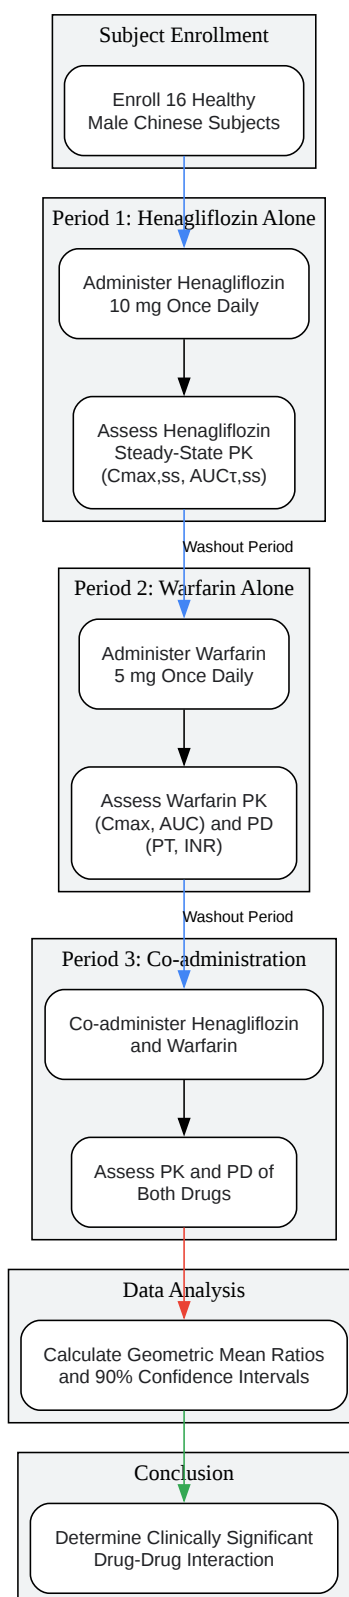 Subject Enrollment
Enroll 16 Healthy
Male Chinese Subjects
Period 1: Henagliflozin Alone
Administer Henagliflozin
10 mg Once Daily
Assess Henagliflozin
Steady-State PK
(Cmax,ss, AUCτ,ss)
Washout Period
Period 2: Warfarin Alone
Administer Warfarin
5 mg Once Daily
Assess Warfarin PK
(Cmax, AUC) and PD
(PT, INR)
Washout Period
Period 3: Co-administration
Co-administer Henagliflozin
and Warfarin
Assess PK and PD of
Both Drugs
Data Analysis
Calculate Geometric Mean Ratios
and 90% Confidence Intervals
Conclusion
Determine Clinically Significant
Drug-Drug Interaction